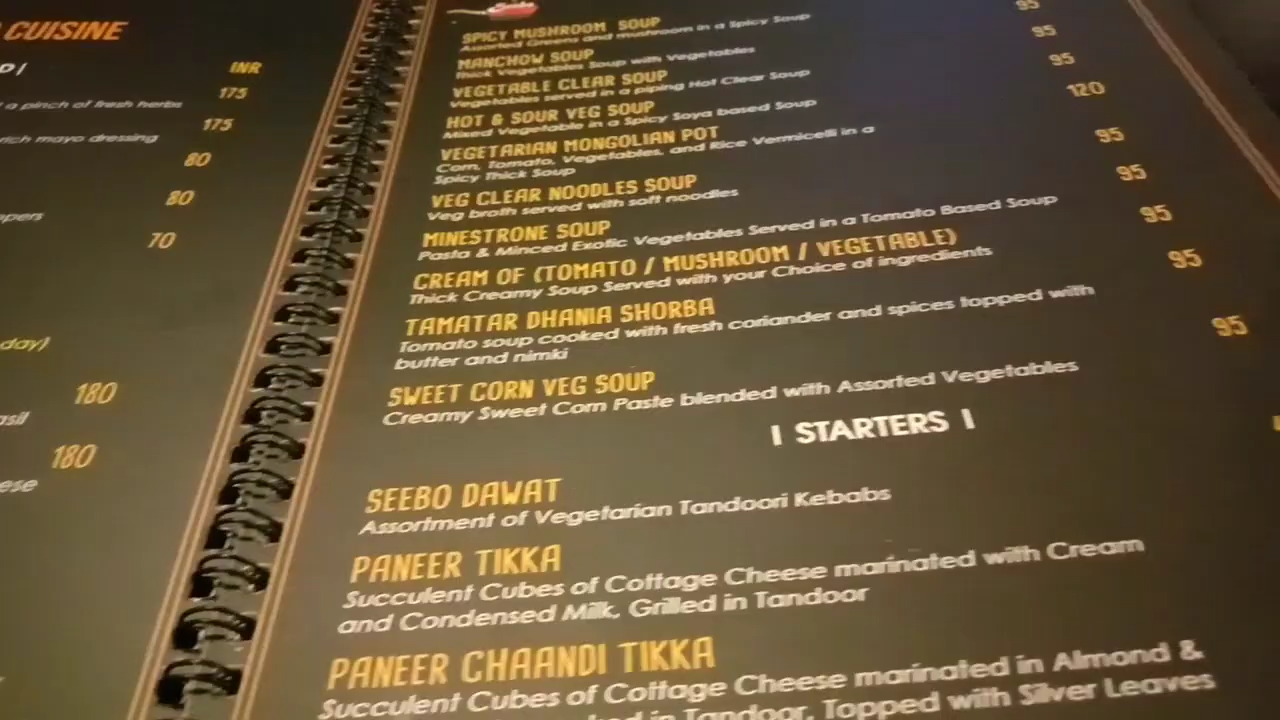 CUISINE
D /
INR
175
a pinch of fresh herbs
175
rich mayo dressing
80
80
70
day)
180
180
SPICY MUSHROOM SOUP
95
Assorted Greens and mushroom in a Spicy Soup
MANCHOW SOUP
95
Thick Vegetables Soup with Vegetables
VEGETABLE CLEAR SOUP
95
Vegetables served in a piping Hot Clear Soup
HOT & SOUR VEG SOUP
120
Mixed Vegetable in a Spicy Soya based Soup
VEGETARIAN MONGOLIAN POT
95
Corn, Tomato, Vegetables, and Rice Vermicelli in a
Spicy Thick Soup
VEG CLEAR NOODLES SOUP
95
Veg broth served with soft noodles
MINESTRONE SOUP
95
Pasta & Minced Exotic Vegetables Served in a Tomato Based Soup
CREAM OF (TOMATO / MUSHROOM / VEGETABLE)
95
Thick Creamy Soup Served with your Choice of ingredients
TAMATAR DHANIA SHORBA
95
Tomato soup cooked with fresh coriander and spices topped with
butter and nimki
SWEET CORN VEG SOUP
Creamy Sweet Corn Paste blended with Assorted Vegetables
| STARTERS |
SEEBO DAWAT
Assortment of Vegetarian Tandoori Kebabs
PANEER TIKKA
Succulent Cubes of Cottage Cheese marinated with Cream
and Condensed Milk, Grilled in Tandoor
PANEER CHAANDI TIKKA
Succulent Cubes of Cottage Cheese marinated in Almond &
in Tandoor, Topped with Silver Leaves